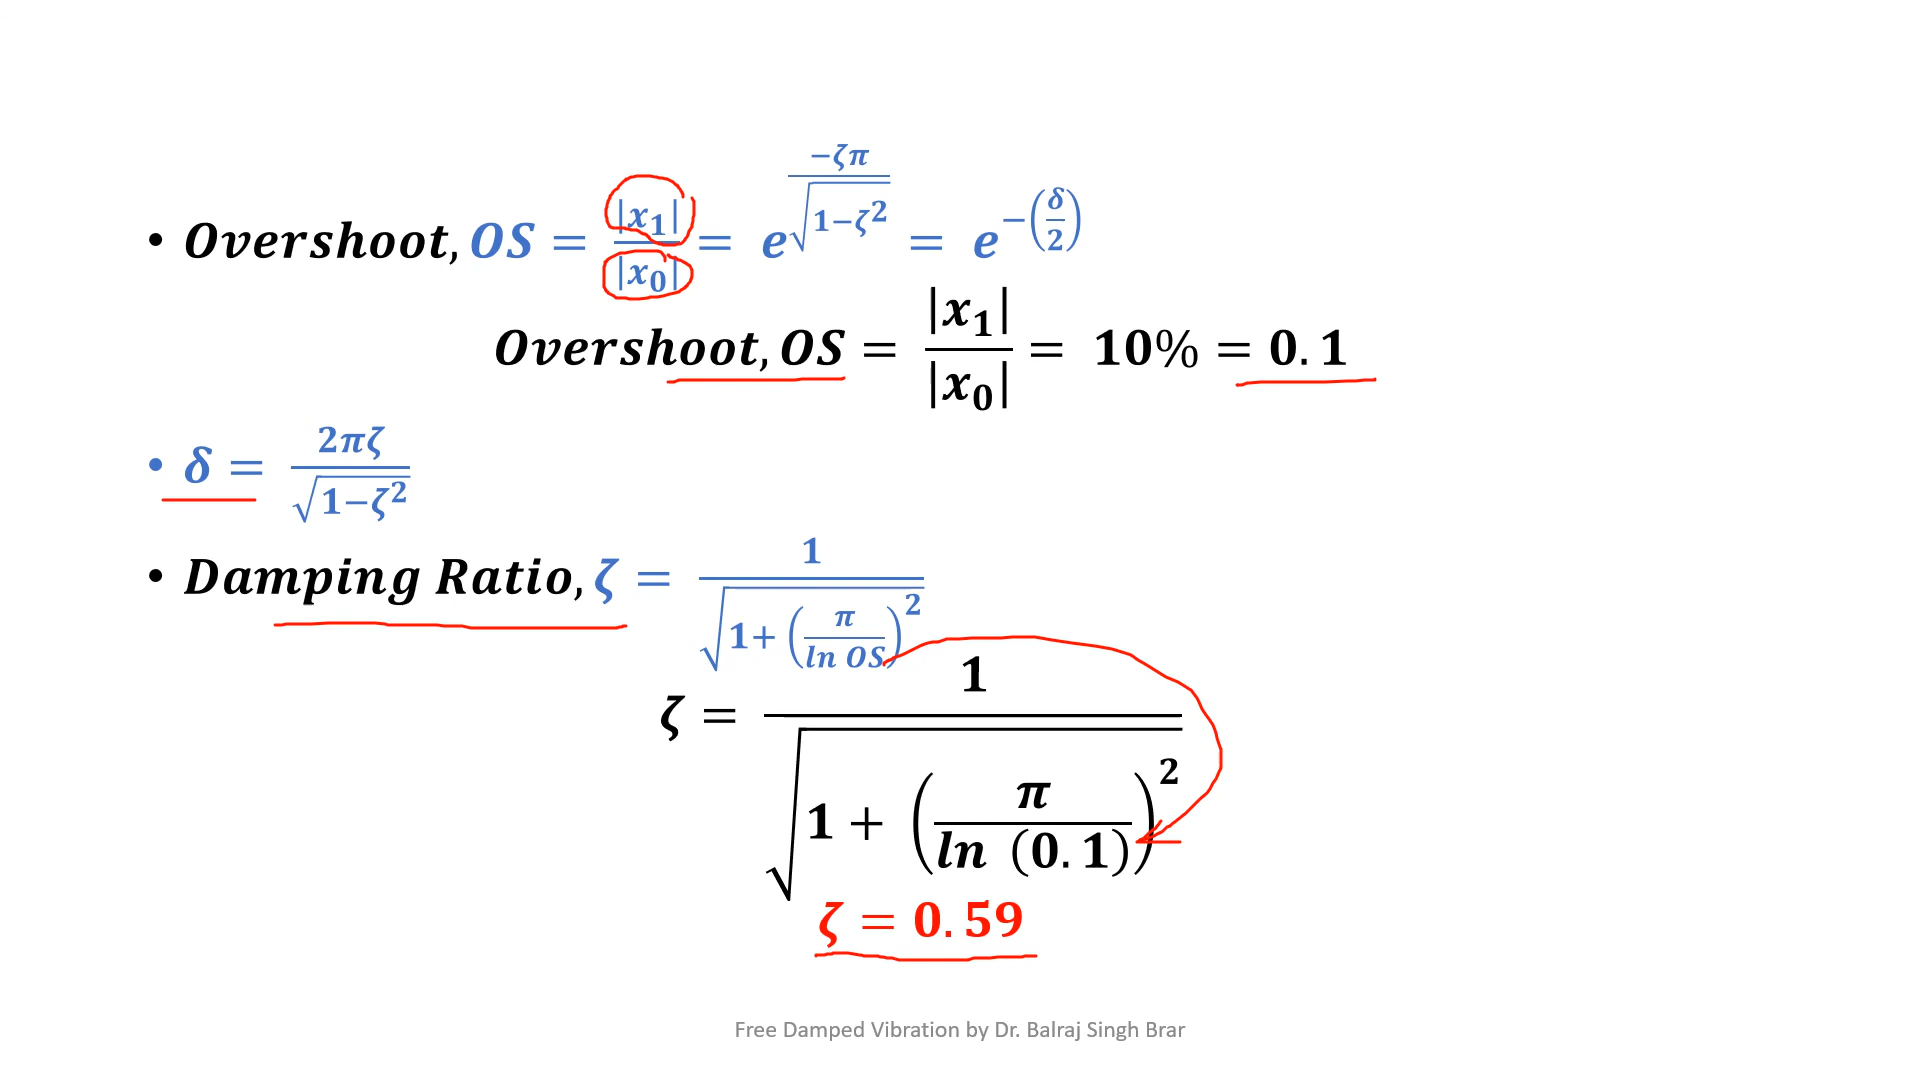 • Overshoot, OS = |x₁| / |x₀| = e^(−ζπ / √(1−ζ²)) = e^−(δ/2)
Overshoot, OS = |x₁| / |x₀| = 10% = 0.1
• δ = 2πζ / √(1−ζ²)
• Damping Ratio, ζ = 1 / √(1+ (π / ln OS)²)
ζ = 1 / √(1 + (π / ln (0.1))²)
ζ = 0.59
Free Damped Vibration by Dr. Balraj Singh Brar